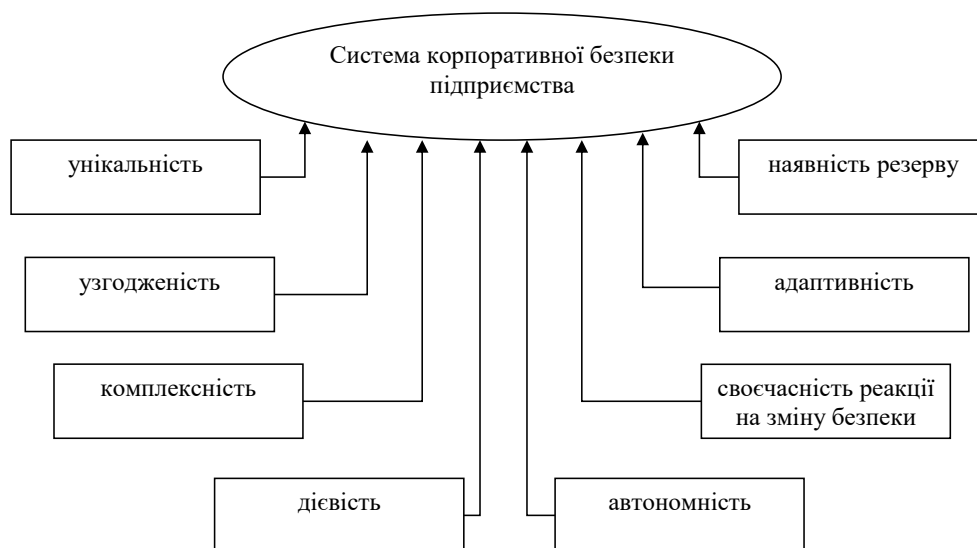 Система корпоративної безпеки
підприємства
унікальність
наявність резерву
узгодженість
адаптивність
комплексність
своєчасність реакції
на зміну безпеки
дієвість
автономність